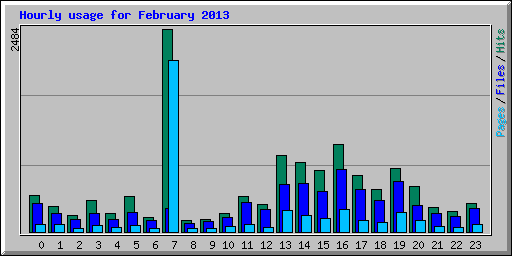 Hourly usage for February 2013
2484
Pages / Files / Hits
0 1 2 3 4 5 6 7 8 9 10 11 12 13 14 15 16 17 18 19 20 21 22 23